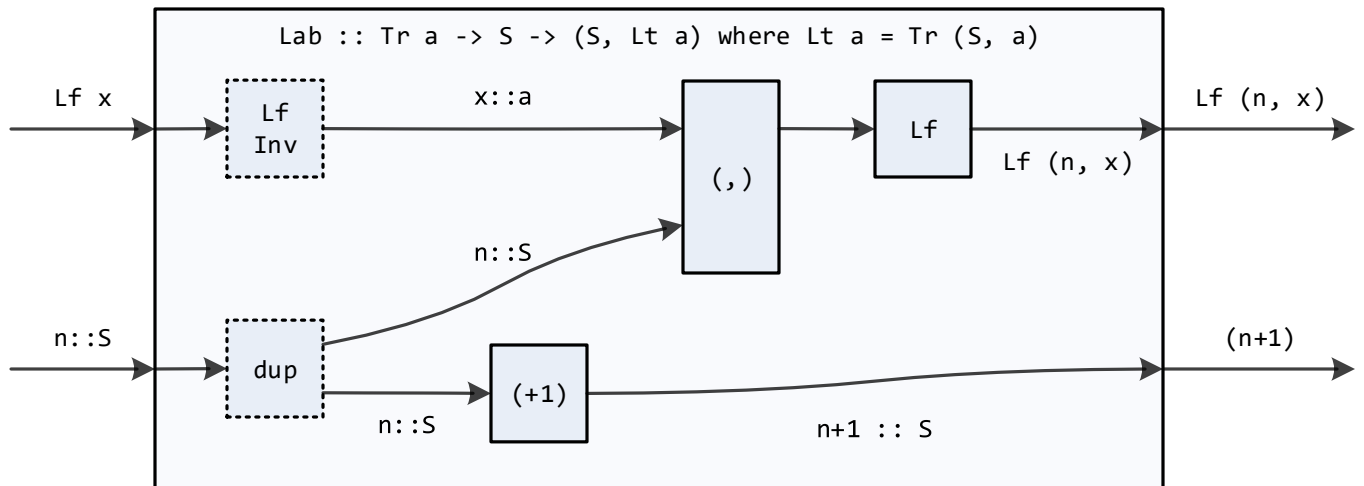 Lab :: Tr a -> S -> (S, Lt a) where Lt a = Tr (S, a)
Lf x
Lf
Inv
x::a
(,)
Lf
Lf (n, x)
Lf (n, x)
n::S
n::S
dup
n::S
(+1)
n+1 :: S
(n+1)